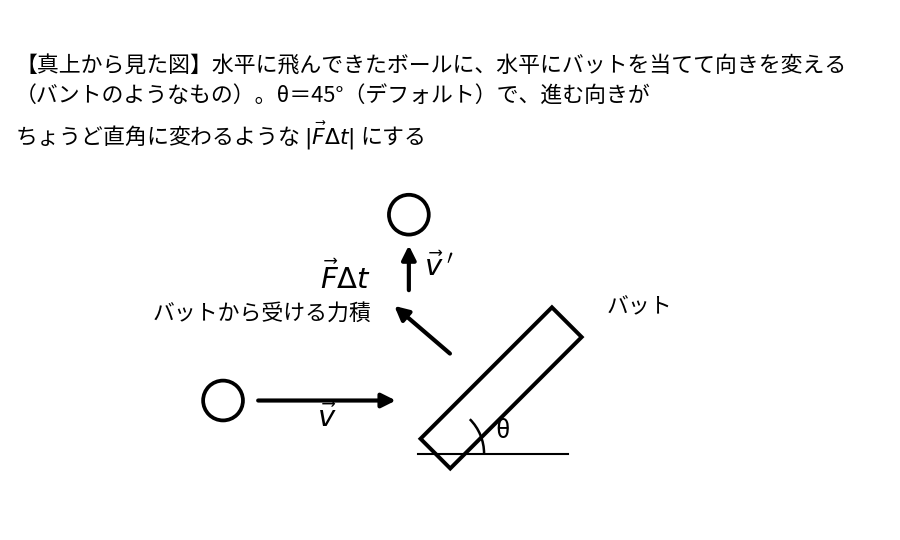 【真上から見た図】水平に飛んできたボールに、水平にバットを当てて向きを変える
（バントのようなもの）。θ＝45°（デフォルト）で、進む向きが
ちょうど直角に変わるような |F⃗Δt| にする
v⃗′
F⃗Δt
バットから受ける力積
バット
v⃗
θ